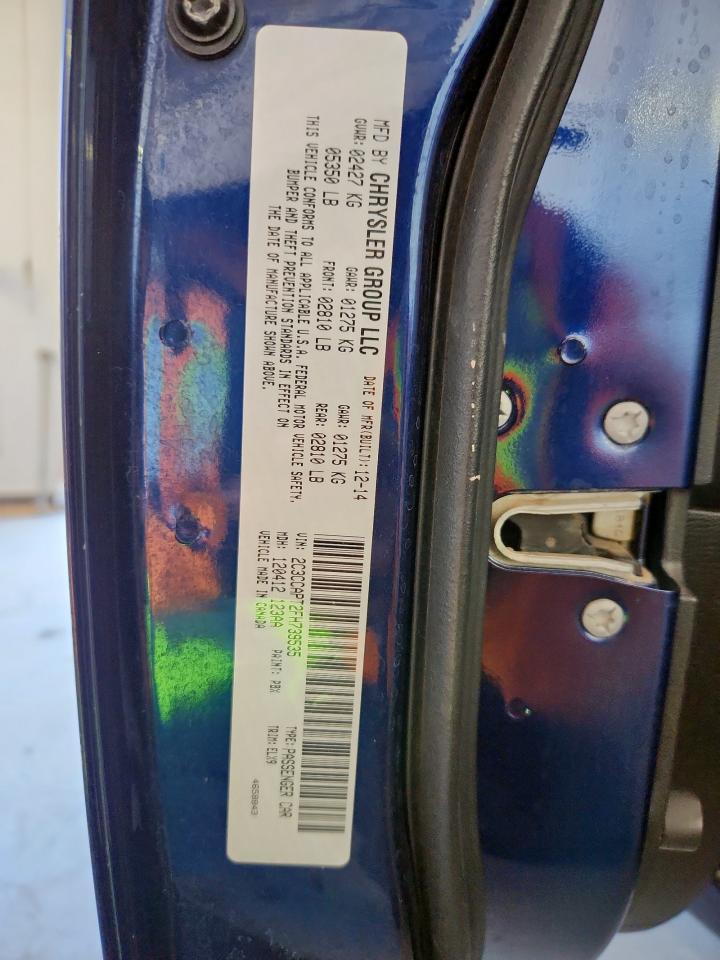 MFD BY CHRYSLER GROUP LLC DATE OF MFR(BUILT): 12-14
GVWR: 02427 KG GAWR: 01275 KG GAWR: 01275 KG
05350 LB FRONT: 02810 LB REAR: 02810 LB
THIS VEHICLE CONFORMS TO ALL APPLICABLE U.S.A. FEDERAL MOTOR VEHICLE SAFETY,
BUMPER AND THEFT PREVENTION STANDARDS IN EFFECT ON
THE DATE OF MANUFACTURE SHOWN ABOVE.
VIN: 2C3CCAPT2FH739535 TYPE: PASSENGER CAR
MDH: 120412 123AA PAINT: PBX TRIM: ELX9
VEHICLE MADE IN CANADA